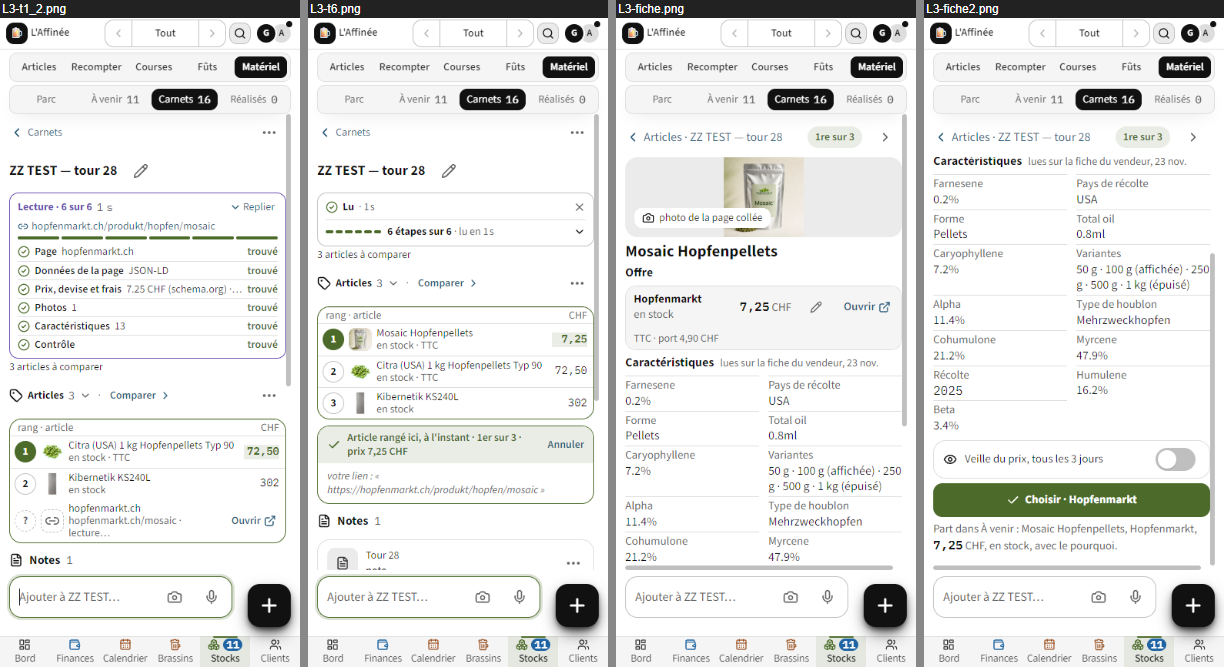 L3-t1_2.png
L'Affinée
Tout
G A
Articles Recompter Courses Fûts Matériel
Parc À venir 11 Carnets 16 Réalisés 0
Carnets
ZZ TEST — tour 28
Lecture · 6 sur 6 1 s Replier
hopfenmarkt.ch/produkt/hopfen/mosaic
Page hopfenmarkt.ch trouvé
Données de la page JSON-LD trouvé
Prix, devise et frais 7.25 CHF (schema.org) ·... trouvé
Photos 1 trouvé
Caractéristiques 13 trouvé
Contrôle trouvé
3 articles à comparer
Articles 3 · Comparer
rang · article CHF
1 Citra (USA) 1 kg Hopfenpellets Typ 90 72,50
en stock · TTC
2 Kibernetik KS240L 302
en stock
? hopfenmarkt.ch
hopfenmarkt.ch/mosaic · Ouvrir
lecture...
Notes 1
Ajouter à ZZ TEST...
+
Bord Finances Calendrier Brassins Stocks 11 Clients
L3-t6.png
L'Affinée
Tout
G A
Articles Recompter Courses Fûts Matériel
Parc À venir 11 Carnets 16 Réalisés 0
Carnets
ZZ TEST — tour 28
Lu · 1 s
6 étapes sur 6 · lu en 1s
3 articles à comparer
Articles 3 · Comparer
rang · article CHF
1 Mosaic Hopfenpellets 7,25
en stock · TTC
2 Citra (USA) 1 kg Hopfenpellets Typ 90 72,50
en stock · TTC
3 Kibernetik KS240L 302
en stock
Article rangé ici, à l'instant · 1er sur 3 · Annuler
prix 7,25 CHF
votre lien : «
https://hopfenmarkt.ch/produkt/hopfen/mosaic »
Notes 1
Tour 28
note
Ajouter à ZZ TEST...
+
Bord Finances Calendrier Brassins Stocks 11 Clients
L3-fiche.png
L'Affinée
Tout
G A
Articles Recompter Courses Fûts Matériel
Parc À venir 11 Carnets 16 Réalisés 0
Articles · ZZ TEST — tour 28 1re sur 3
Mosaic
photo de la page collée
Mosaic Hopfenpellets
Offre
Hopfenmarkt 7,25 CHF Ouvrir
en stock
TTC · port 4,90 CHF
Caractéristiques lues sur la fiche du vendeur, 23 nov.
Farnesene Pays de récolte
0.2% USA
Forme Total oil
Pellets 0.8ml
Caryophyllene Variantes
7.2% 50 g · 100 g (affichée) · 250
g · 500 g · 1 kg (épuisé)
Alpha Type de houblon
11.4% Mehrzweckhopfen
Cohumulone Myrcene
21.2% 47.9%
Ajouter à ZZ TEST...
+
Bord Finances Calendrier Brassins Stocks 11 Clients
L3-fiche2.png
L'Affinée
Tout
G A
Articles Recompter Courses Fûts Matériel
Parc À venir 11 Carnets 16 Réalisés 0
Articles · ZZ TEST — tour 28 1re sur 3
Caractéristiques lues sur la fiche du vendeur, 23 nov.
Farnesene Pays de récolte
0.2% USA
Forme Total oil
Pellets 0.8ml
Caryophyllene Variantes
7.2% 50 g · 100 g (affichée) · 250
g · 500 g · 1 kg (épuisé)
Alpha Type de houblon
11.4% Mehrzweckhopfen
Cohumulone Myrcene
21.2% 47.9%
Récolte Humulene
2025 16.2%
Beta
3.4%
Veille du prix, tous les 3 jours
Choisir · Hopfenmarkt
Part dans À venir : Mosaic Hopfenpellets, Hopfenmarkt,
7,25 CHF, en stock, avec le pourquoi.
Ajouter à ZZ TEST...
+
Bord Finances Calendrier Brassins Stocks 11 Clients